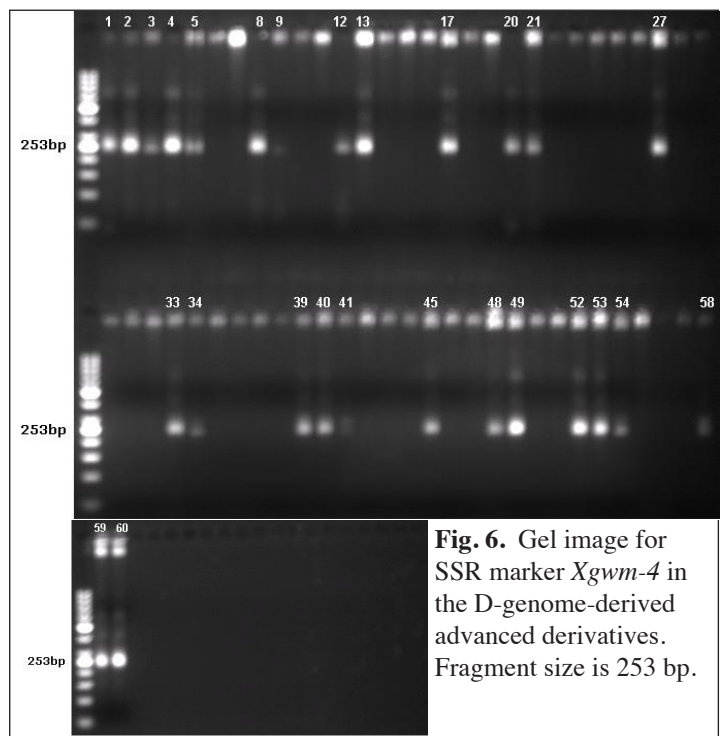 1 2 3 4 5 8 9 12 13 17 20 21 27
253bp
33 34 39 40 41 45 48 49 52 53 54 58
253bp
59 60
253bp
Fig. 6. Gel image for
SSR marker Xgwm-4 in
the D-genome-derived
advanced derivatives.
Fragment size is 253 bp.